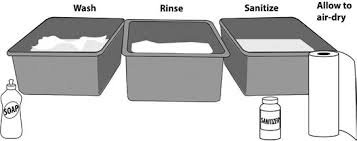 Wash
Rinse
Sanitize
Allow to
air-dry
SOAP
SANITIZER